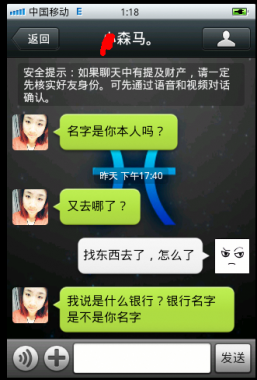 中国移动 E 1:18
返回 小森马。
安全提示：如果聊天中有提及财产，请一定
先核实好友身份。可先通过语音和视频对话
确认。
名字是你本人吗？
昨天 下午17:40
又去哪了？
找东西去了，怎么了
我说是什么银行？银行名字
是不是你名字
发送